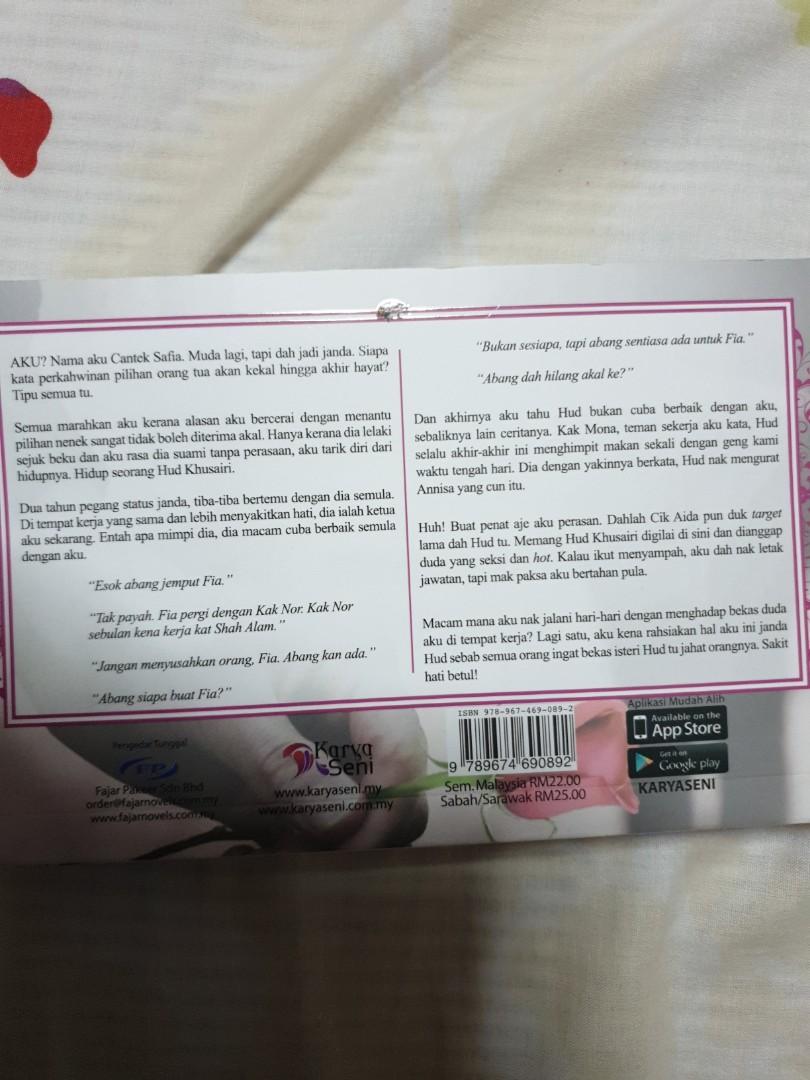 AKU? Nama aku Cantek Safia. Muda lagi, tapi dah jadi janda. Siapa
kata perkahwinan pilihan orang tua akan kekal hingga akhir hayat?
Tipu semua tu.
Semua marahkan aku kerana alasan aku bercerai dengan menantu
pilihan nenek sangat tidak boleh diterima akal. Hanya kerana dia lelaki
sejuk beku dan aku rasa dia suami tanpa perasaan, aku tarik diri dari
hidupnya. Hidup seorang Hud Khusairi.
Dua tahun pegang status janda, tiba-tiba bertemu dengan dia semula.
Di tempat kerja yang sama dan lebih menyakitkan hati, dia ialah ketua
aku sekarang. Entah apa mimpi dia, dia macam cuba berbaik semula
dengan aku.
"Esok abang jemput Fia."
"Tak payah. Fia pergi dengan Kak Nor. Kak Nor
sebulan kena kerja kat Shah Alam."
"Jangan menyusahkan orang, Fia. Abang kan ada."
"Abang siapa buat Fia?"
"Bukan sesiapa, tapi abang sentiasa ada untuk Fia."
"Abang dah hilang akal ke?"
Dan akhirnya aku tahu Hud bukan cuba berbaik dengan aku,
sebaliknya lain ceritanya. Kak Mona, teman sekerja aku kata, Hud
selalu akhir-akhir ini menghimpit makan sekali dengan geng kami
waktu tengah hari. Dia dengan yakinnya berkata, Hud nak mengurat
Annisa yang cun itu.
Huh! Buat penat aje aku perasan. Dahlah Cik Aida pun duk target
lama dah Hud tu. Memang Hud Khusairi digilai di sini dan dianggap
duda yang seksi dan hot. Kalau ikut menyampah, aku dah nak letak
jawatan, tapi mak paksa aku bertahan pula.
Macam mana aku nak jalani hari-hari dengan menghadap bekas duda
aku di tempat kerja? Lagi satu, aku kena rahsiakan hal aku ini janda
Hud sebab semua orang ingat bekas isteri Hud tu jahat orangnya. Sakit
hati betul!
Pengedar Tunggal
FP
Fajar Pakeer Sdn Bhd
order@fajarnovels.com.my
www.fajarnovels.com.my
Karya
Seni
www.karyaseni.my
www.karyaseni.com.my
ISBN 978-967-469-089-2
9 789674 690892
Sem. Malaysia RM22.00
Sabah/Sarawak RM25.00
Aplikasi Mudah Alih
Available on the
App Store
Get it on
Google play
KARYASENI